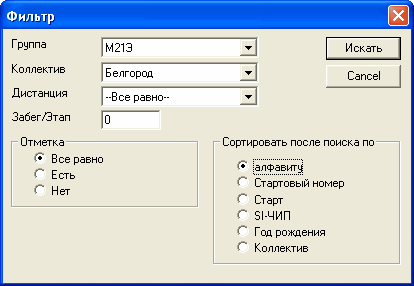 Фильтр
Группа
М21Э
Искать
Коллектив
Белгород
Cancel
Дистанция
--Все равно--
Забег/Этап
0
Отметка
Все равно
Есть
Нет
Сортировать после поиска по
алфавиту
Стартовый номер
Старт
SI-ЧИП
Год рождения
Коллектив